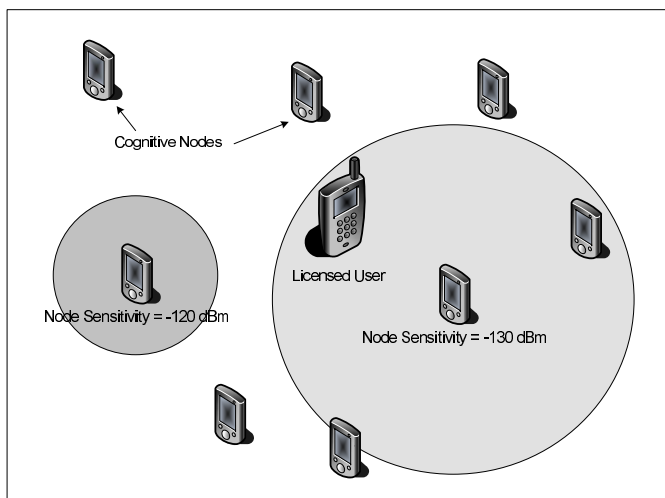 Cognitive Nodes
Licensed User
Node Sensitivity = -120 dBm
Node Sensitivity = -130 dBm